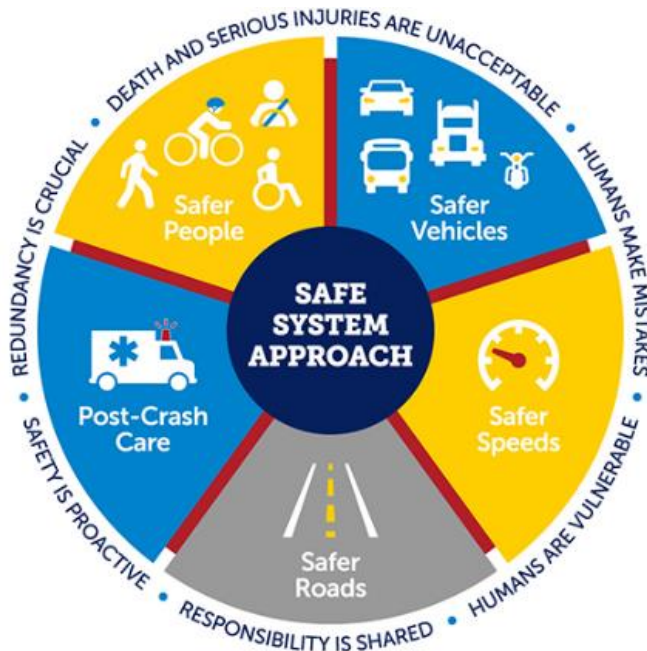 DEATH AND SERIOUS INJURIES ARE UNACCEPTABLE
HUMANS MAKE MISTAKES
HUMANS ARE VULNERABLE
RESPONSIBILITY IS SHARED
SAFETY IS PROACTIVE
REDUNDANCY IS CRUCIAL
Safer
People
Safer
Vehicles
SAFE
SYSTEM
APPROACH
Post-Crash
Care
Safer
Speeds
Safer
Roads